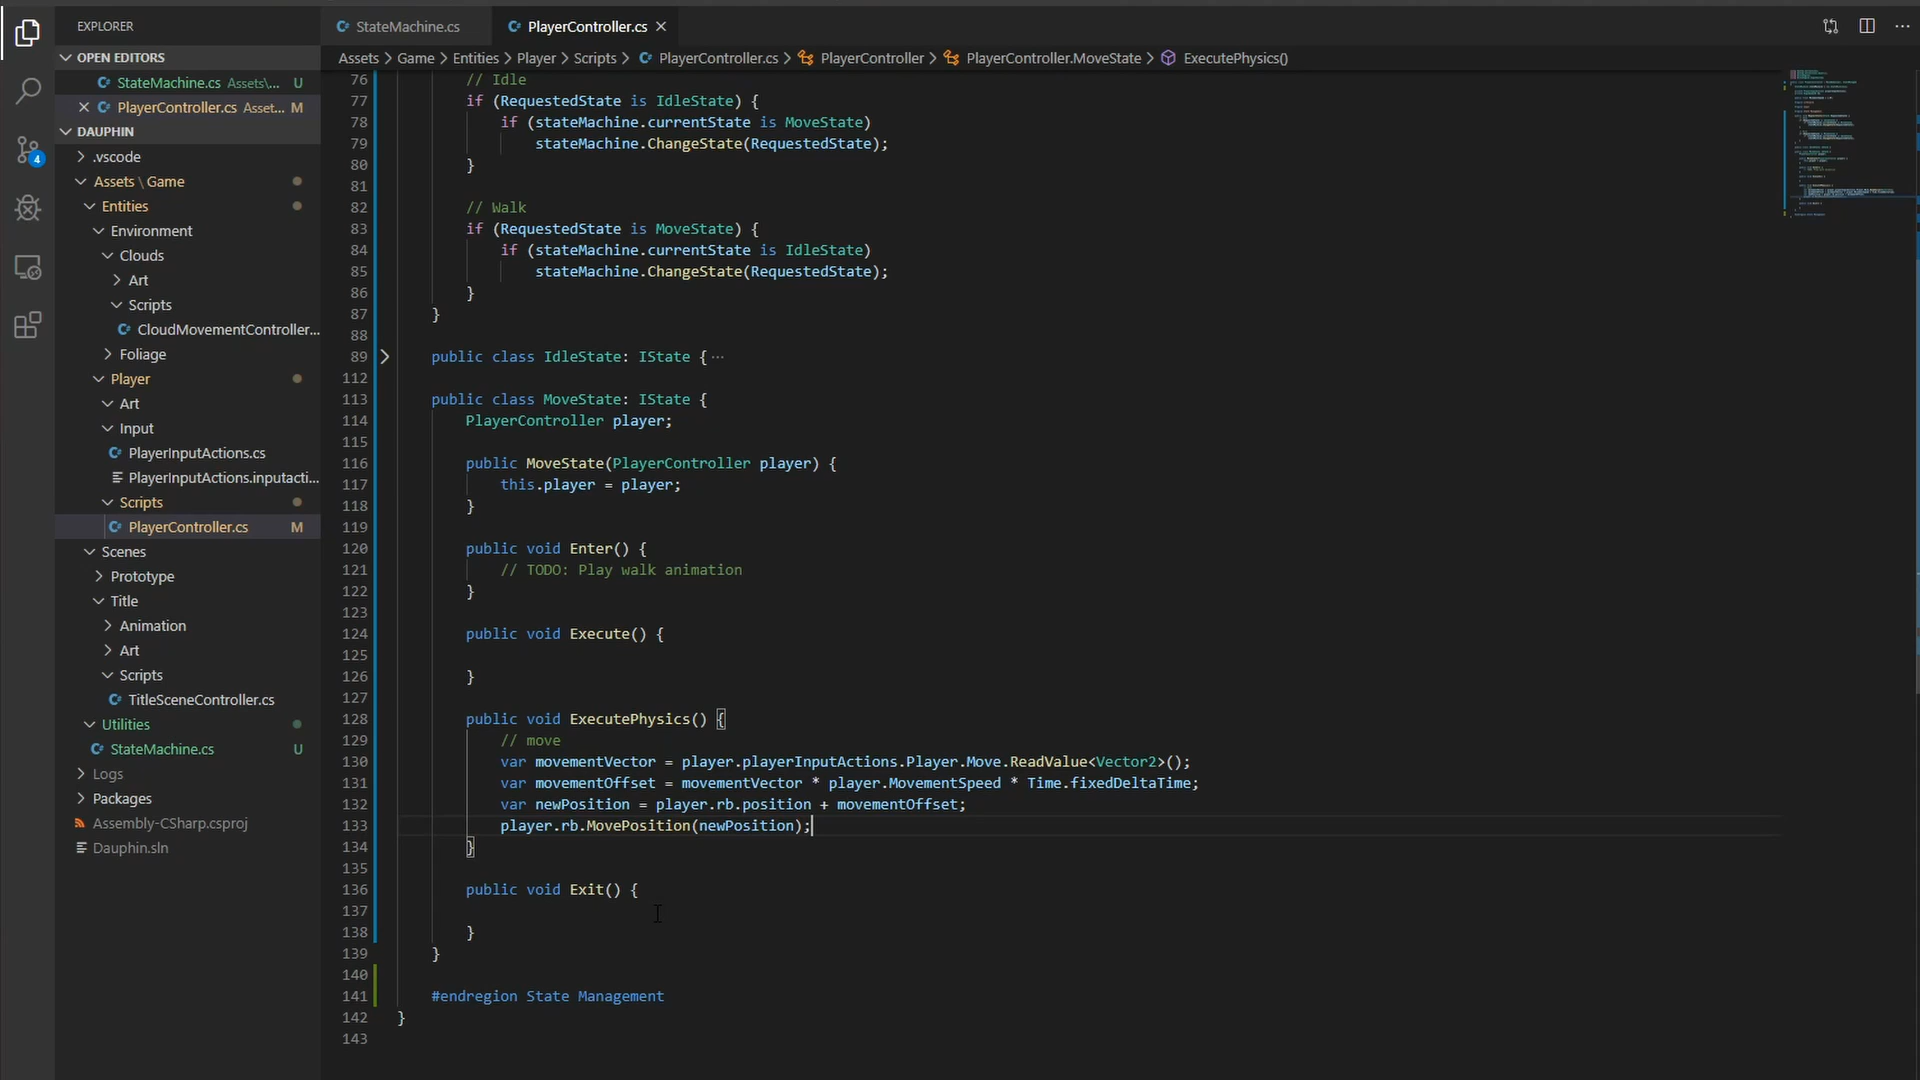 EXPLORER
OPEN EDITORS
StateMachine.cs Assets\... U
PlayerController.cs Asset... M
DAUPHIN
.vscode
Assets \ Game
Entities
Environment
Clouds
Art
Scripts
CloudMovementController...
Foliage
Player
Art
Input
PlayerInputActions.cs
PlayerInputActions.inputacti...
Scripts
PlayerController.cs M
Scenes
Prototype
Title
Animation
Art
Scripts
TitleSceneController.cs
Utilities
StateMachine.cs U
Logs
Packages
Assembly-CSharp.csproj
Dauphin.sln
4
StateMachine.cs
PlayerController.cs
Assets > Game > Entities > Player > Scripts > PlayerController.cs > PlayerController > PlayerController.MoveState > ExecutePhysics()
76 // Idle
77 if (RequestedState is IdleState) {
78 if (stateMachine.currentState is MoveState)
79 stateMachine.ChangeState(RequestedState);
80 }
81
82 // Walk
83 if (RequestedState is MoveState) {
84 if (stateMachine.currentState is IdleState)
85 stateMachine.ChangeState(RequestedState);
86 }
87 }
88
89 public class IdleState: IState { ...
112
113 public class MoveState: IState {
114 PlayerController player;
115
116 public MoveState(PlayerController player) {
117 this.player = player;
118 }
119
120 public void Enter() {
121 // TODO: Play walk animation
122 }
123
124 public void Execute() {
125
126 }
127
128 public void ExecutePhysics() {
129 // move
130 var movementVector = player.playerInputActions.Player.Move.ReadValue<Vector2>();
131 var movementOffset = movementVector * player.MovementSpeed * Time.fixedDeltaTime;
132 var newPosition = player.rb.position + movementOffset;
133 player.rb.MovePosition(newPosition);
134 }
135
136 public void Exit() {
137
138 }
139 }
140
141 #endregion State Management
142 }
143